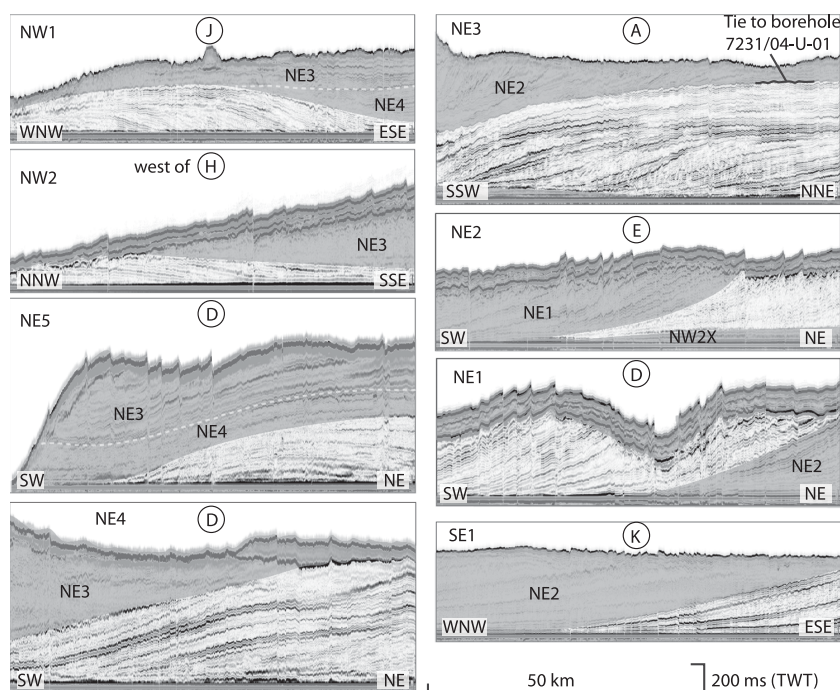 NW1
J
NE3
NE4
WNW
ESE
NW2
west of H
NE3
NNW
SSE
NE5
D
NE3
NE4
SW
NE
NE4
D
NE3
SW
NE
NE3
A
Tie to borehole
7231/04-U-01
NE2
SSW
NNE
NE2
E
NE1
NW2X
SW
NE
NE1
D
NE2
SW
NE
SE1
K
NE2
WNW
ESE
50 km
200 ms (TWT)